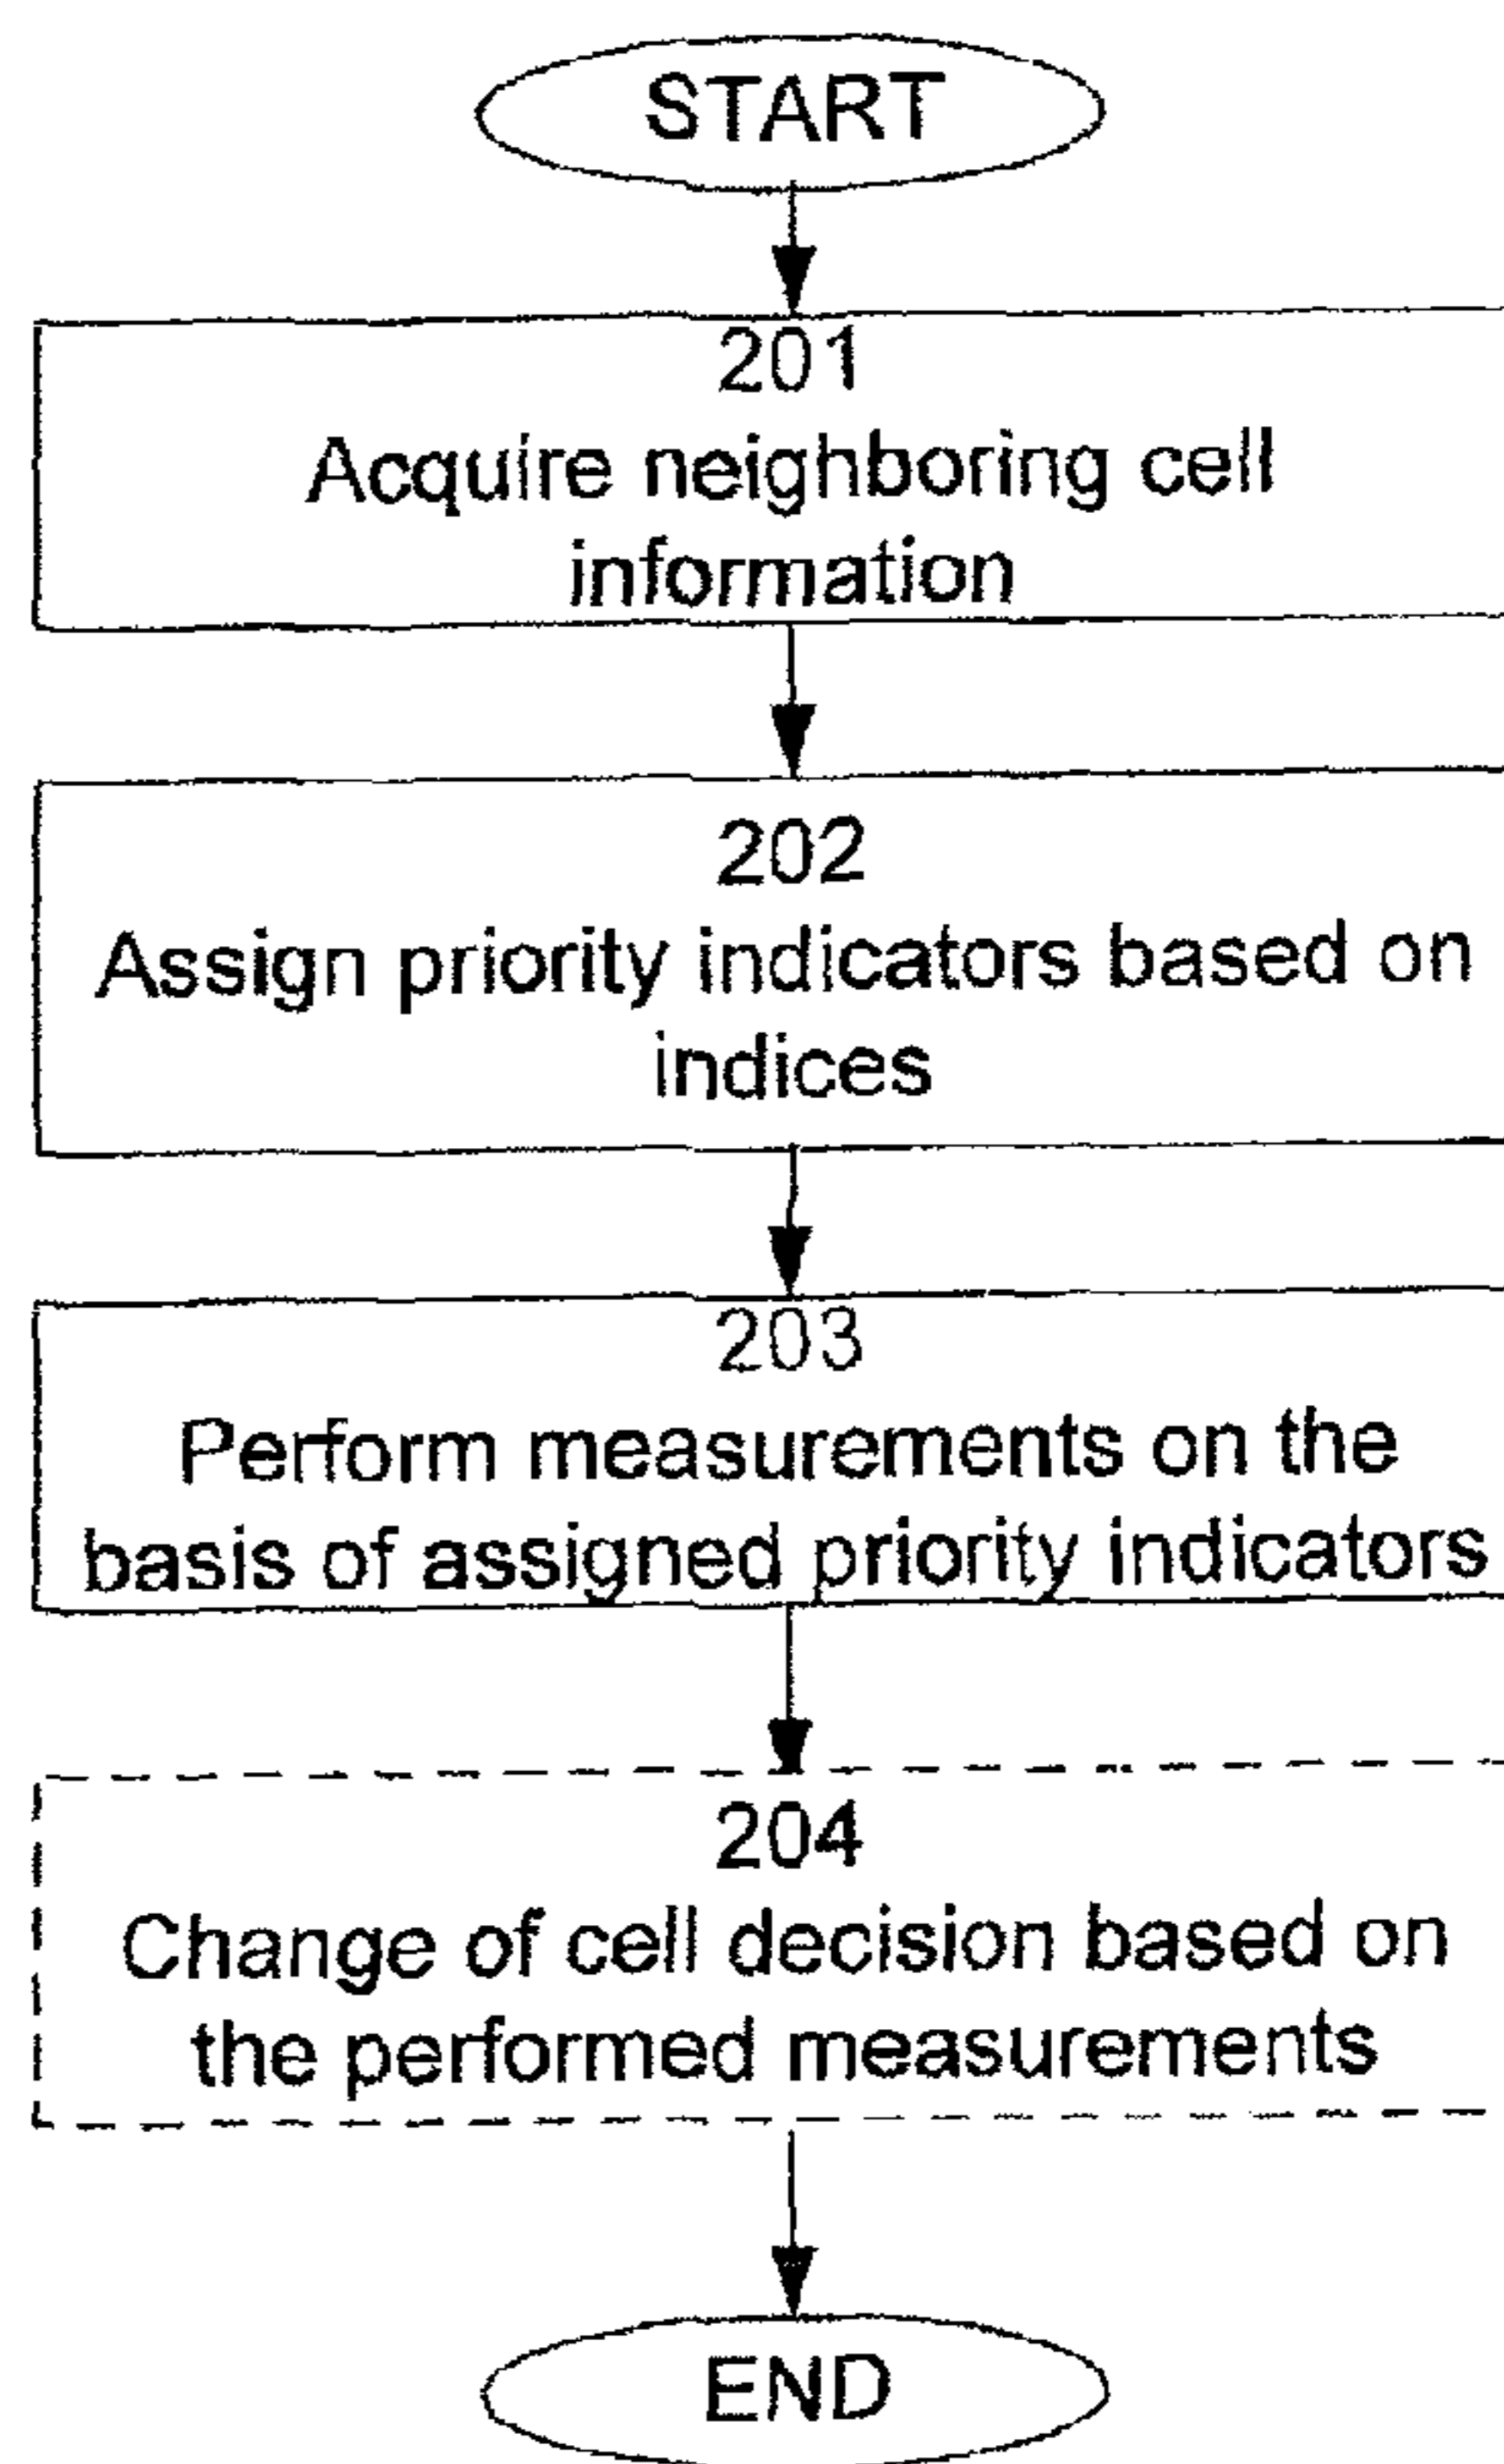 START
201
Acquire neighboring cell
information
202
Assign priority indicators based on
indices
203
Perform measurements on the
basis of assigned priority indicators
204
Change of cell decision based on
the performed measurements
END